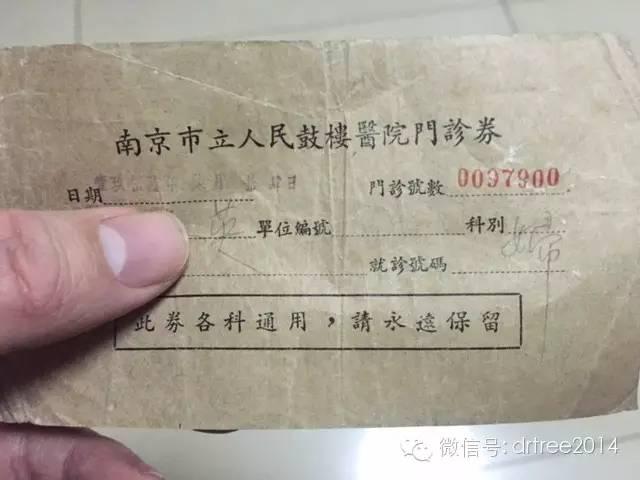 南京市立人民鼓樓醫院門診券
日期
門診號數 0097900
英 單位編號 科別 婦
就診號碼
此券各科通用，請永遠保留
微信号: drtree2014